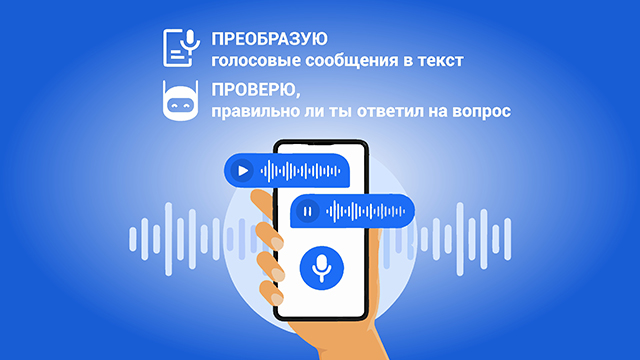 ПРЕОБРАЗУЮ
голосовые сообщения в текст
ПРОВЕРЮ,
правильно ли ты ответил на вопрос